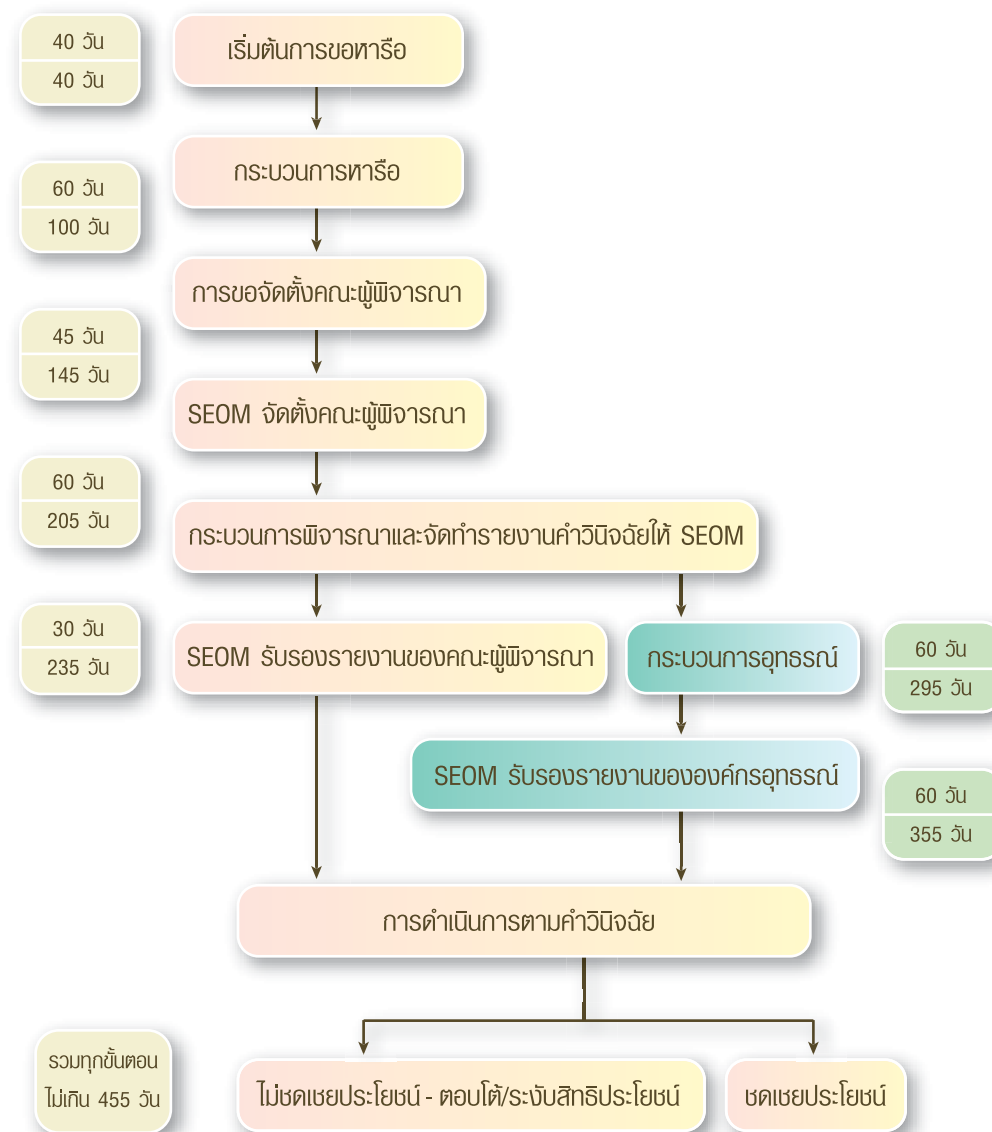 40 วัน
40 วัน
เริ่มต้นการขอหารือ
กระบวนการหารือ
60 วัน
100 วัน
การขอจัดตั้งคณะผู้พิจารณา
45 วัน
145 วัน
SEOM จัดตั้งคณะผู้พิจารณา
60 วัน
205 วัน
กระบวนการพิจารณาและจัดทำรายงานคำวินิจฉัยให้ SEOM
30 วัน
235 วัน
SEOM รับรองรายงานของคณะผู้พิจารณา
กระบวนการอุทธรณ์
60 วัน
295 วัน
SEOM รับรองรายงานขององค์กรอุทธรณ์
60 วัน
355 วัน
การดำเนินการตามคำวินิจฉัย
รวมทุกขั้นตอน
ไม่เกิน 455 วัน
ไม่ชดเชยประโยชน์ - ตอบโต้/ระงับสิทธิประโยชน์
ชดเชยประโยชน์